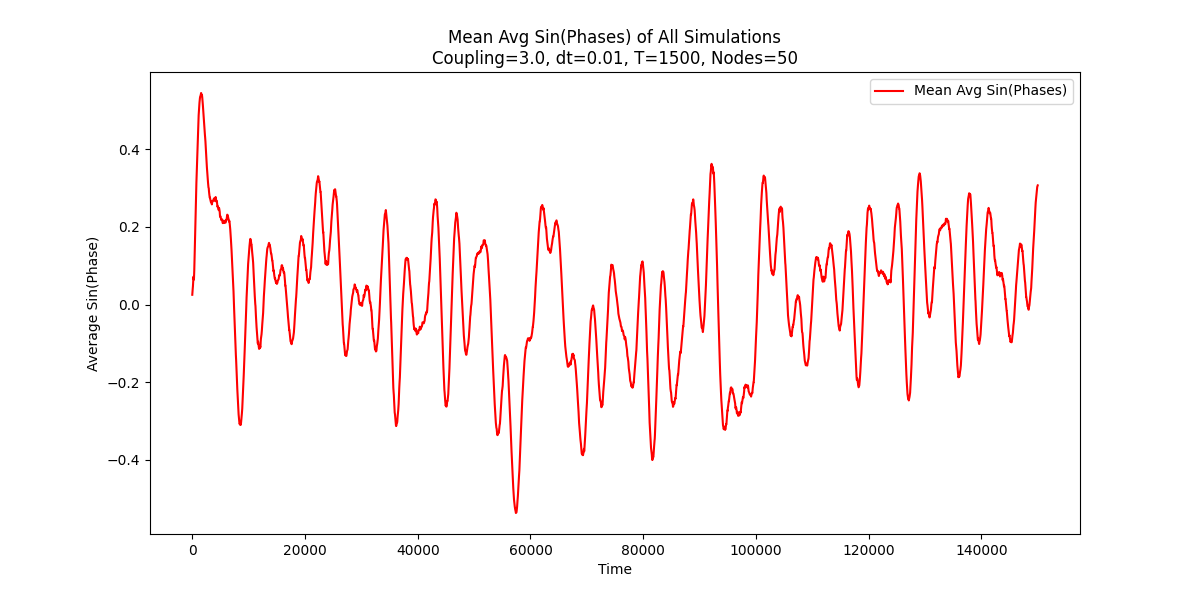 Mean Avg Sin(Phases) of All Simulations
Coupling=3.0, dt=0.01, T=1500, Nodes=50
Mean Avg Sin(Phases)
Average Sin(Phase)
0.4
0.2
0.0
−0.2
−0.4
0 20000 40000 60000 80000 100000 120000 140000
Time